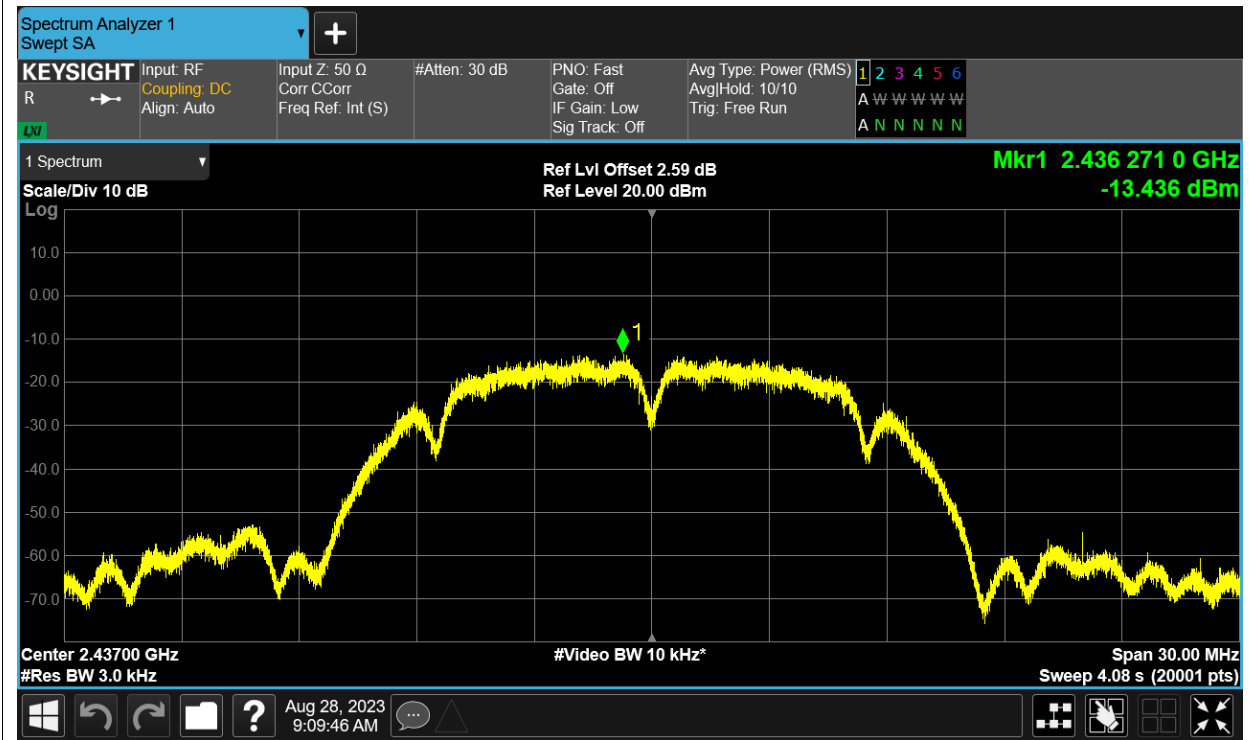 Spectrum Analyzer 1
Swept SA
KEYSIGHT
R
LXI
Input: RF
Coupling: DC
Align: Auto
Input Z: 50 Ω
Corr CCorr
Freq Ref: Int (S)
#Atten: 30 dB
PNO: Fast
Gate: Off
IF Gain: Low
Sig Track: Off
Avg Type: Power (RMS)
Avg|Hold: 10/10
Trig: Free Run
1 2 3 4 5 6
A W W W W W
A N N N N N
1 Spectrum
Scale/Div 10 dB
Log
Ref Lvl Offset 2.59 dB
Ref Level 20.00 dBm
Mkr1 2.436 271 0 GHz
-13.436 dBm
10.0
0.00
-10.0
-20.0
-30.0
-40.0
-50.0
-60.0
-70.0
1
Center 2.43700 GHz
#Res BW 3.0 kHz
#Video BW 10 kHz*
Span 30.00 MHz
Sweep 4.08 s (20001 pts)
?
Aug 28, 2023
9:09:46 AM